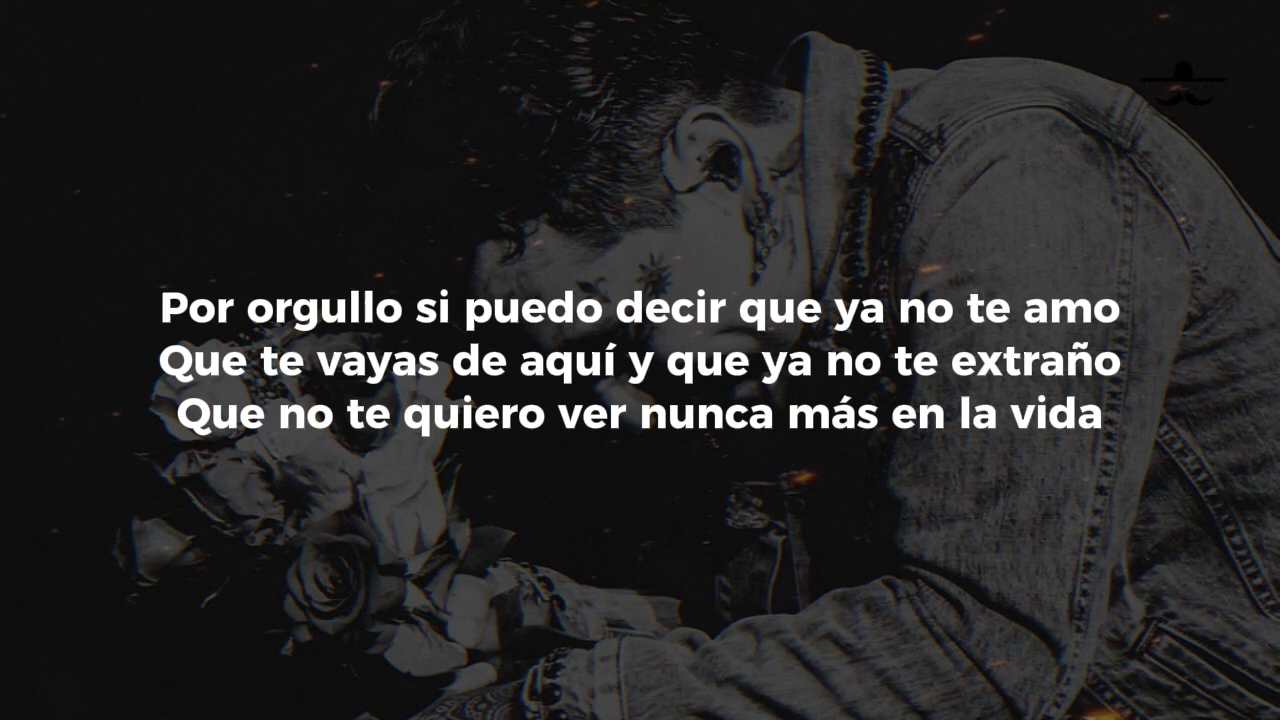 Por orgullo si puedo decir que ya no te amo
Que te vayas de aquí y que ya no te extraño
Que no te quiero ver nunca más en la vida